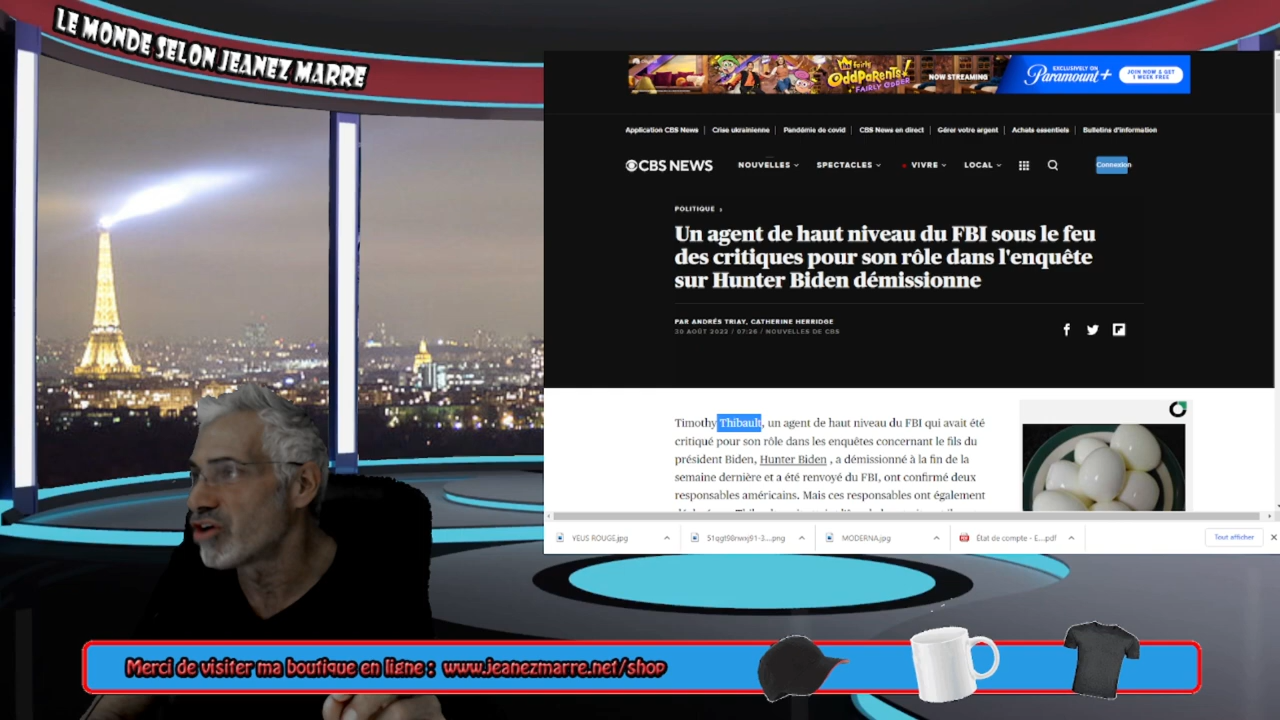 LE MONDE SELON JEANEZ MARRE
The Fairly OddParents! FAIRLY ODDER
NOW STREAMING
EXCLUSIVELY ON
Paramount+
JOIN NOW & GET
1 WEEK FREE
Application CBS News
Crise ukrainienne
Pandémie de covid
CBS News en direct
Gérer votre argent
Achats essentiels
Bulletins d'information
CBS NEWS
NOUVELLES
SPECTACLES
VIVRE
LOCAL
Connexion
POLITIQUE
Un agent de haut niveau du FBI sous le feu
des critiques pour son rôle dans l'enquête
sur Hunter Biden démissionne
PAR ANDRÉS TRIAY, CATHERINE HERRIDGE
30 AOÛT 2022 / 07:26 / NOUVELLES DE CBS
Timothy Thibault, un agent de haut niveau du FBI qui avait été
critiqué pour son rôle dans les enquêtes concernant le fils du
président Biden, Hunter Biden , a démissionné à la fin de la
semaine dernière et a été renvoyé du FBI, ont confirmé deux
responsables américains. Mais ces responsables ont également
YEUS ROUGE.jpg
MODERNA.jpg
État de compte - £....pdf
Tout afficher
Merci de visiter ma boutique en ligne : www.jeanezmarre.net/shop